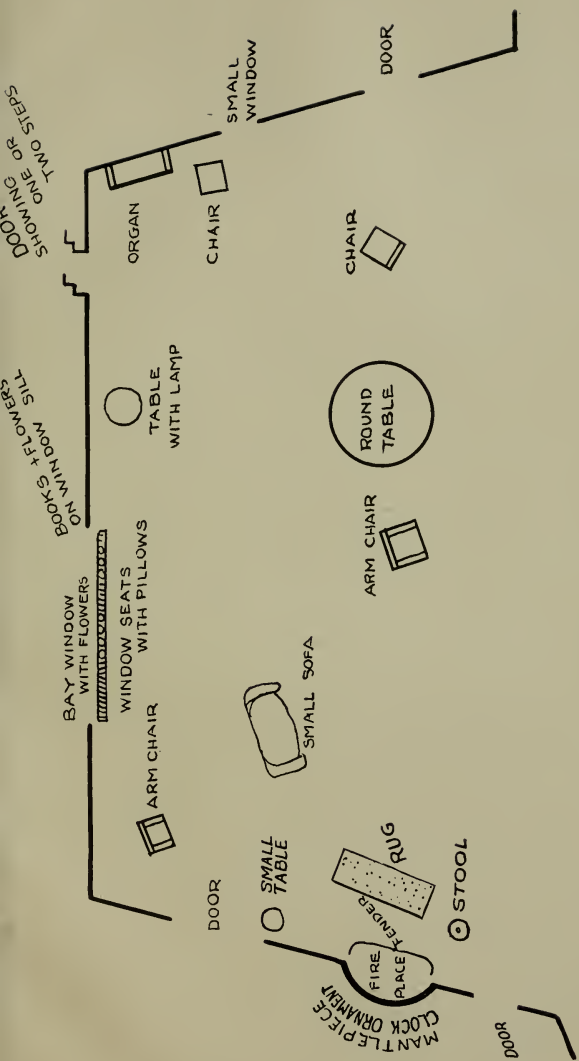 BAY WINDOW
WITH FLOWERS
BOOKS + FLOWERS
ON WINDOW SILL
DOOR
SHOWING
ONE OR
TWO STEPS
WINDOW SEATS
WITH PILLOWS
ARM CHAIR
TABLE
WITH LAMP
ORGAN
CHAIR
SMALL
WINDOW
DOOR
SMALL
TABLE
SMALL SOFA
MANTLEPIECE
CLOCK ORNAMENT
FIRE
PLACE
FENDER
RUG
STOOL
ARM CHAIR
ROUND
TABLE
CHAIR
DOOR
DOOR